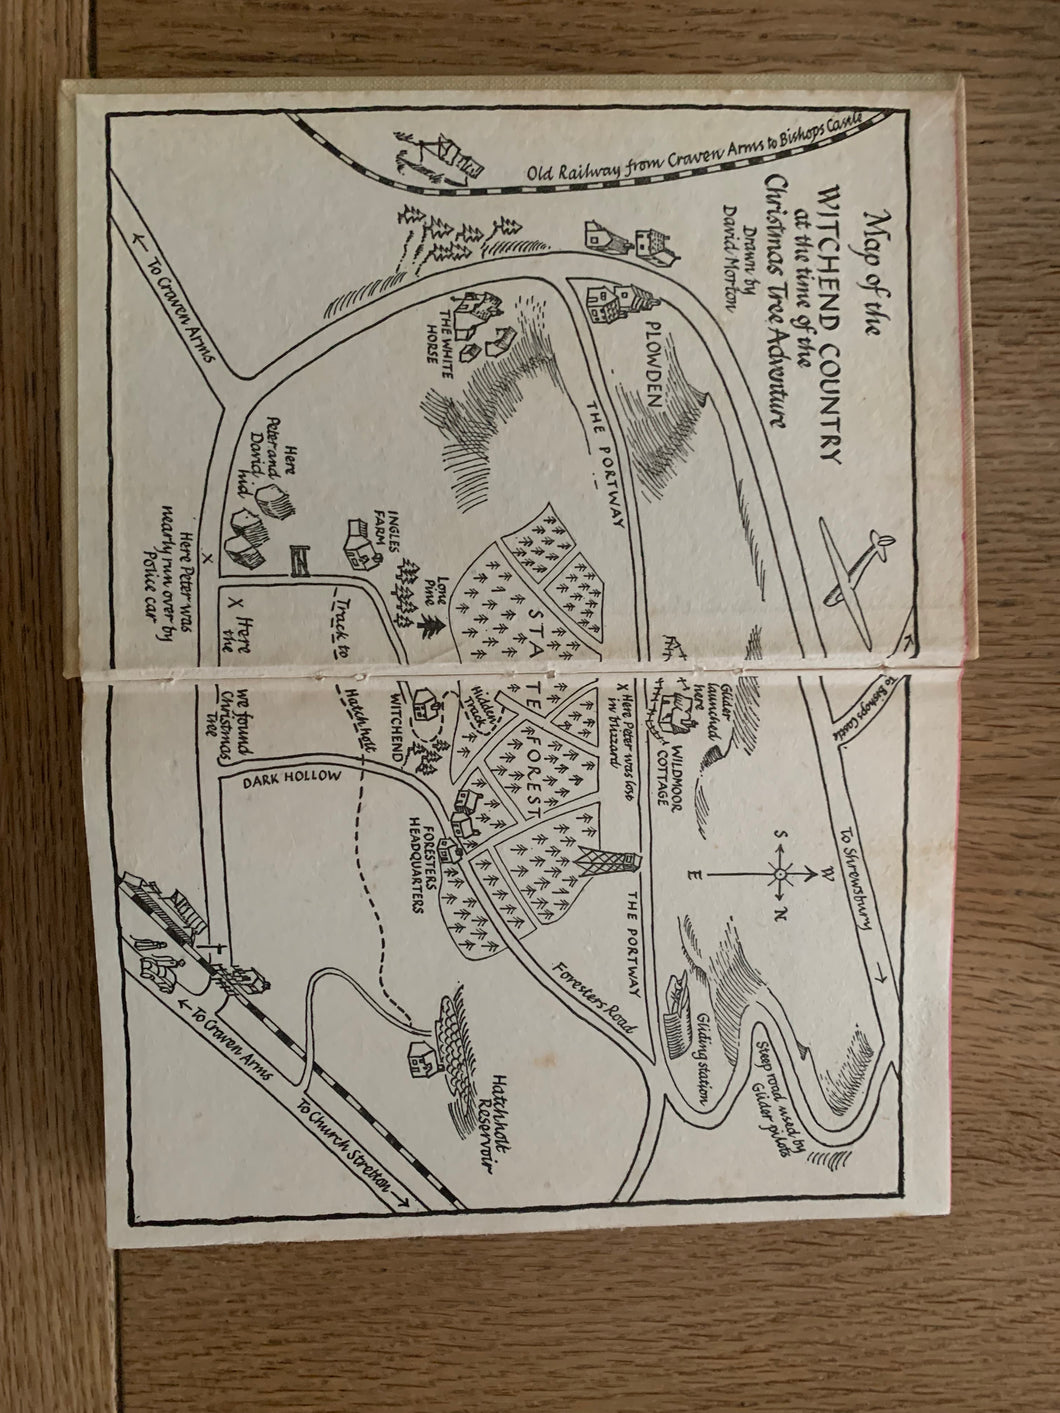 Map of the
WITCHEND COUNTRY
at the time of the
Christmas Tree Adventure
Drawn by
David Morton
Old Railway from Craven Arms to Bishops Castle
To Bishops Castle
To Shrewsbury
PLOWDEN
THE PORTWAY
Glider
launched
here
WILDMOOR
COTTAGE
W
S
N
E
THE PORTWAY
Gliding station
Steep road used by
Glider pilots
THE WHITE
HORSE
Here Peter was lost
in blizzard
STATE FOREST
Hidden
Track
Foresters Road
INGLES
FARM
Lone
Pine
WITCHEND
FORESTERS
HEADQUARTERS
Hatchholt
Reservoir
Track to Hatchholt
Here
Peter and
David hid
DARK HOLLOW
Here we found
the Christmas
Tree
To Craven Arms
Here Peter was
nearly run over by
Police car
To Craven Arms
To Church Stretton